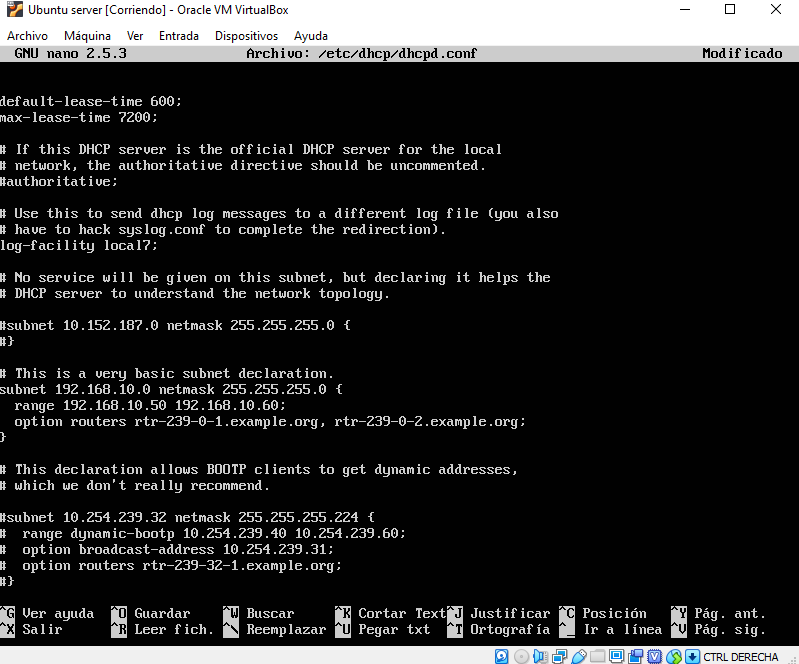 Ubuntu server [Corriendo] - Oracle VM VirtualBox
Archivo Máquina Ver Entrada Dispositivos Ayuda
GNU nano 2.5.3 Archivo: /etc/dhcp/dhcpd.conf Modificado
default-lease-time 600;
max-lease-time 7200;
# If this DHCP server is the official DHCP server for the local
# network, the authoritative directive should be uncommented.
#authoritative;
# Use this to send dhcp log messages to a different log file (you also
# have to hack syslog.conf to complete the redirection).
log-facility local7;
# No service will be given on this subnet, but declaring it helps the
# DHCP server to understand the network topology.
#subnet 10.152.187.0 netmask 255.255.255.0 {
#}
# This is a very basic subnet declaration.
subnet 192.168.10.0 netmask 255.255.255.0 {
  range 192.168.10.50 192.168.10.60;
  option routers rtr-239-0-1.example.org, rtr-239-0-2.example.org;
}
# This declaration allows BOOTP clients to get dynamic addresses,
# which we don't really recommend.
#subnet 10.254.239.32 netmask 255.255.255.224 {
#  range dynamic-bootp 10.254.239.40 10.254.239.60;
#  option broadcast-address 10.254.239.31;
#  option routers rtr-239-32-1.example.org;
#}
^G Ver ayuda ^O Guardar ^W Buscar ^K Cortar Text ^J Justificar ^C Posición ^Y Pág. ant.
^X Salir ^R Leer fich. ^\ Reemplazar ^U Pegar txt ^T Ortografía ^_ Ir a línea ^V Pág. sig.
CTRL DERECHA